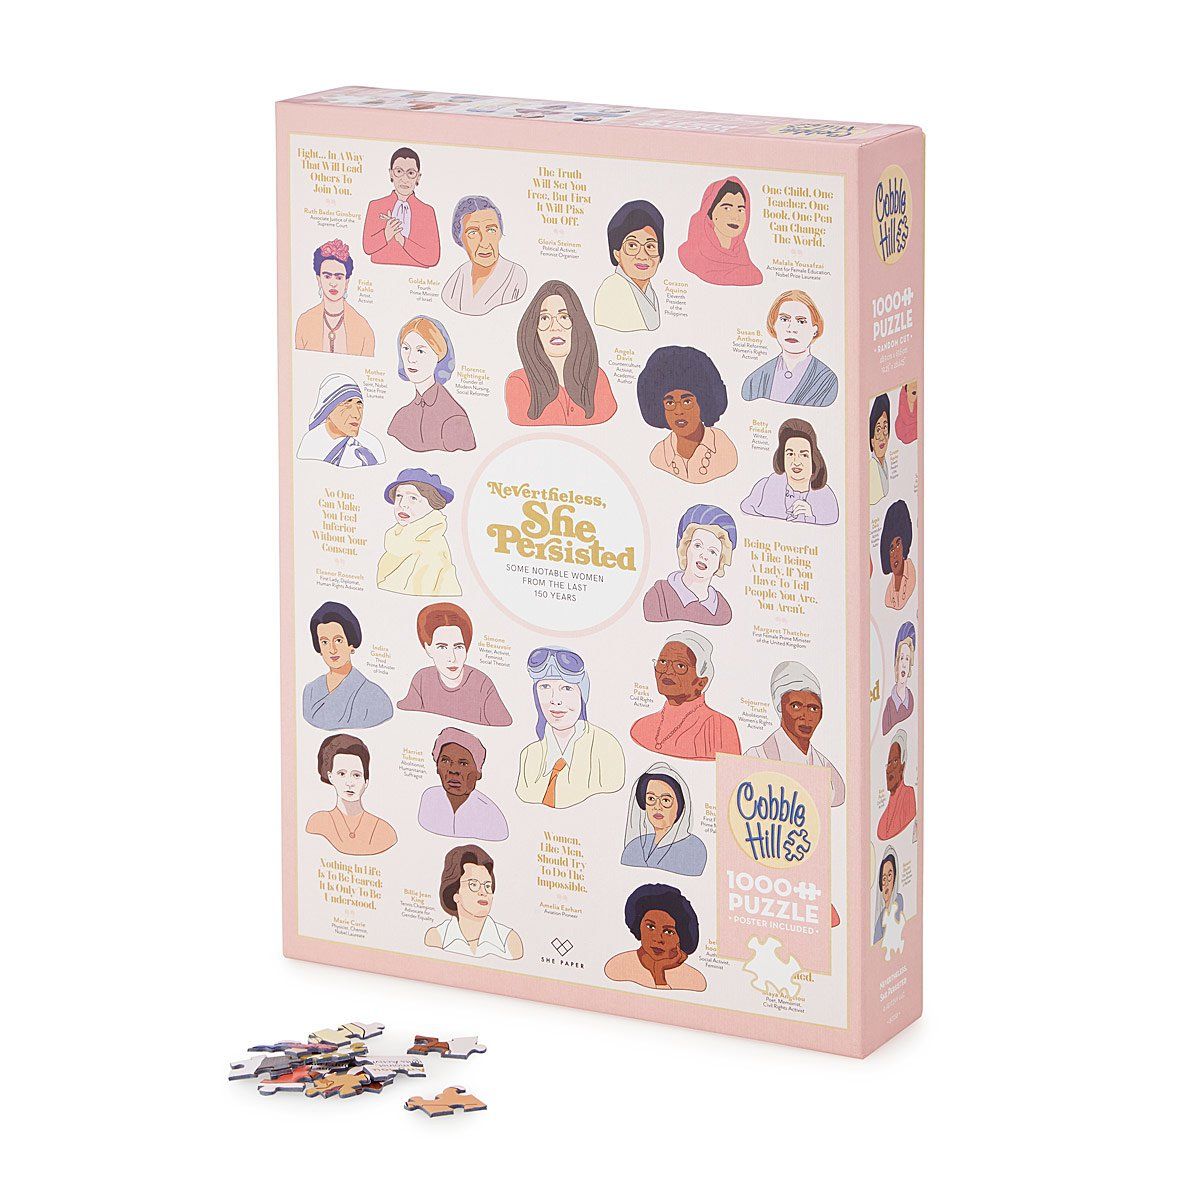 Fight... In A Way
That Will Lead
Others To
Join You.
Ruth Bader Ginsburg
Associate Justice of the
Supreme Court
The Truth
Will Set You
Free, But First
It Will Piss
You Off.
Gloria Steinem
Political Activist,
Feminist Organizer
One Child, One
Teacher, One
Book, One Pen
Can Change
The World.
Malala Yousafzai
Activist for Female Education,
Nobel Prize Laureate
Frida
Kahlo
Artist,
Activist
Golda Meir
Fourth
Prime Minister
of Israel
Corazon
Aquino
Eleventh
President
of the
Philippines
Susan B.
Anthony
Social Reformer,
Women's Rights
Activist
Mother
Teresa
Saint, Nobel
Peace Prize
Laureate
Florence
Nightingale
Founder of
Modern Nursing,
Social Reformer
Angela
Davis
Counterculture
Activist,
Academic,
Author
Betty
Friedan
Writer,
Activist,
Feminist
No One
Can Make
You Feel
Inferior
Without Your
Consent.
Eleanor Roosevelt
First Lady, Diplomat,
Human Rights Advocate
Nevertheless,
She
Persisted
SOME NOTABLE WOMEN
FROM THE LAST
150 YEARS
Being Powerful
Is Like Being
A Lady. If You
Have To Tell
People You Are,
You Aren't.
Margaret Thatcher
First Female Prime Minister
of the United Kingdom
Indira
Gandhi
Third
Prime Minister
of India
Simone
de Beauvoir
Writer, Activist,
Feminist,
Social Theorist
Rosa
Parks
Civil Rights
Activist
Sojourner
Truth
Abolitionist,
Women's Rights
Activist
Harriet
Tubman
Abolitionist,
Humanitarian,
Suffragist
Nothing In Life
Is To Be Feared;
It Is Only To Be
Understood.
Marie Curie
Physicist, Chemist,
Nobel Laureate
Billie Jean
King
Tennis Champion,
Advocate for
Gender Equality
Women,
Like Men,
Should Try
To Do The
Impossible.
Amelia Earhart
Aviation Pioneer
SHE PAPER
Cobble
Hill
1000
PUZZLE
• POSTER INCLUDED •
Maya Angelou
Poet, Memoirist,
Civil Rights Activist
Cobble
Hill
1000
PUZZLE
• RANDOM CUT •
NEVERTHELESS,
SHE PERSISTED